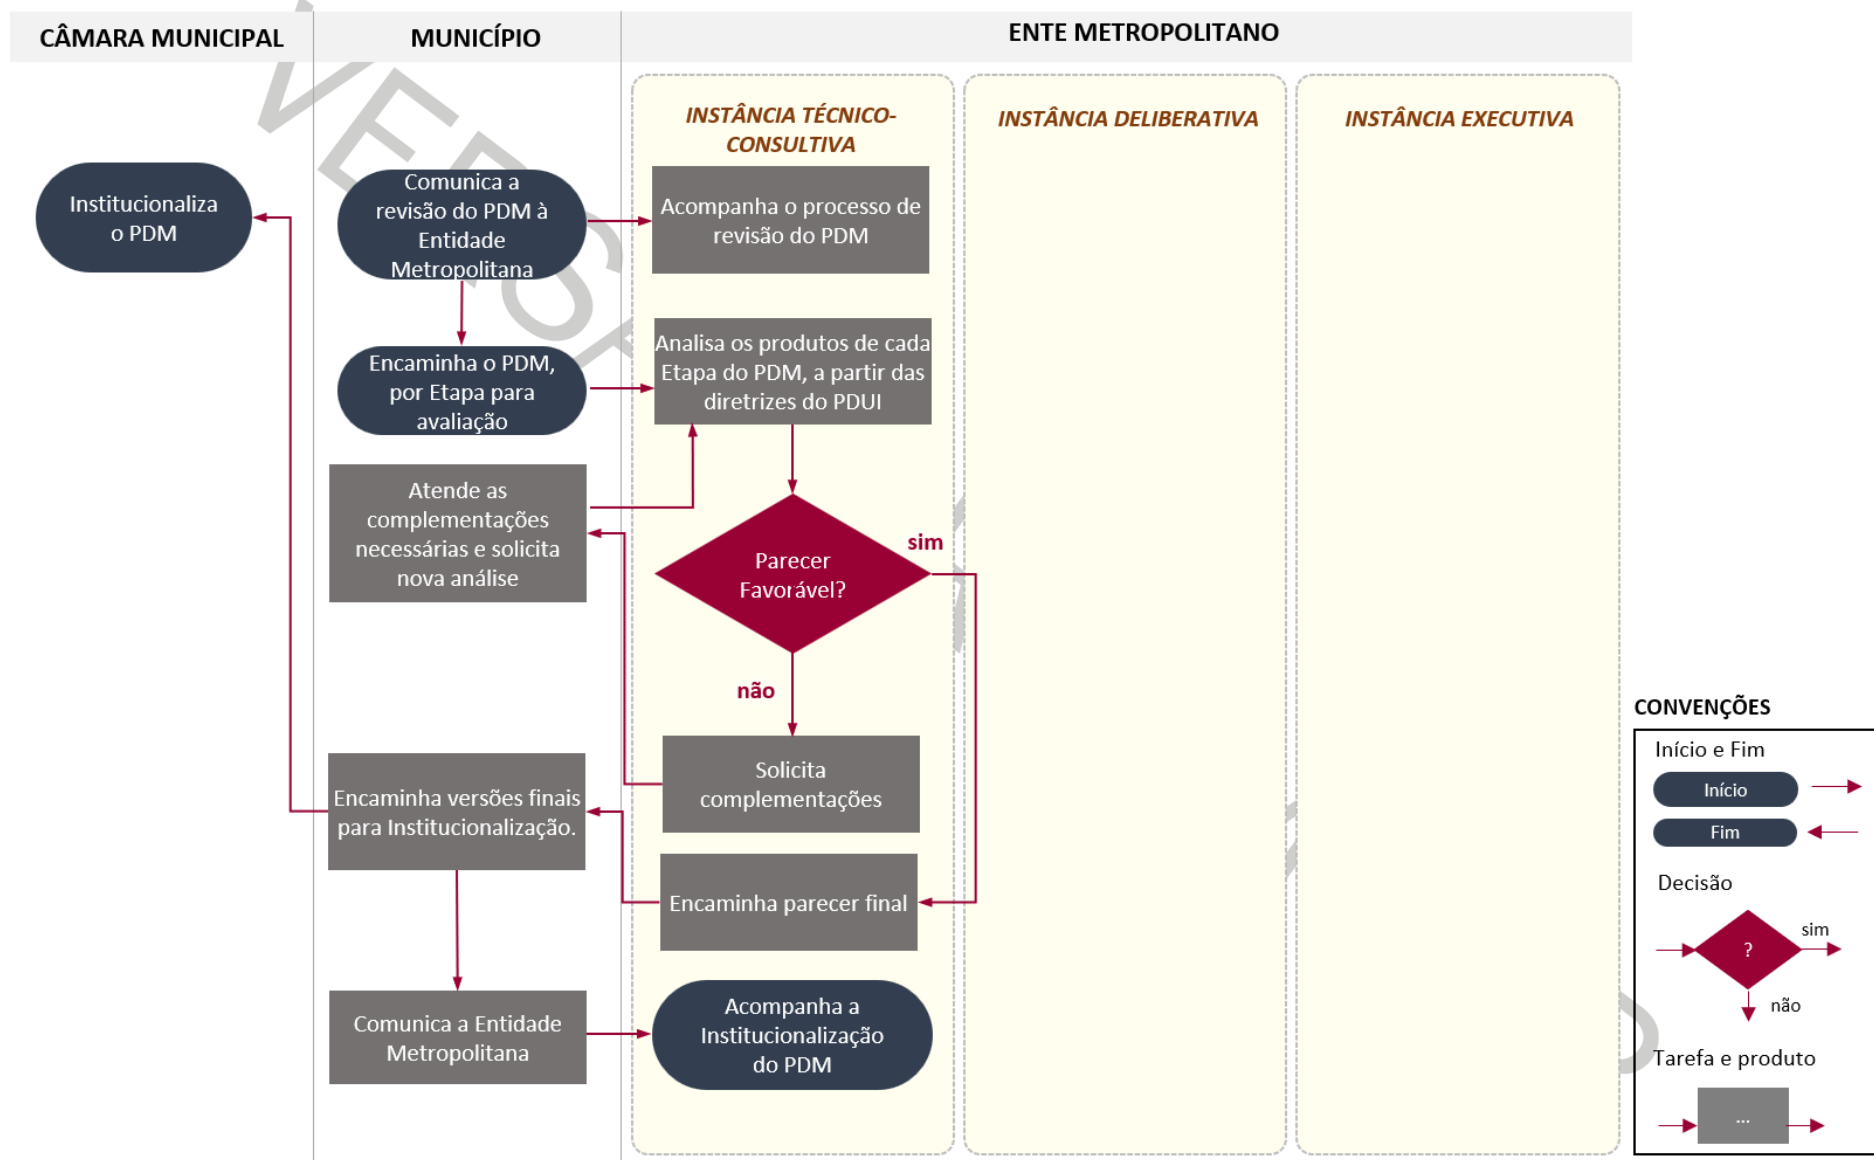 CÂMARA MUNICIPAL
MUNICÍPIO
ENTE METROPOLITANO
INSTÂNCIA TÉCNICO-
CONSULTIVA
INSTÂNCIA DELIBERATIVA
INSTÂNCIA EXECUTIVA
Institucionaliza
o PDM
Comunica a
revisão do PDM à
Entidade
Metropolitana
Acompanha o processo de
revisão do PDM
Encaminha o PDM,
por Etapa para
avaliação
Analisa os produtos de cada
Etapa do PDM, a partir das
diretrizes do PDUI
Atende as
complementações
necessárias e solicita
nova análise
Parecer
Favorável?
sim
não
Solicita
complementações
Encaminha versões finais
para Institucionalização.
Encaminha parecer final
Comunica a Entidade
Metropolitana
Acompanha a
Institucionalização
do PDM
CONVENÇÕES
Início e Fim
Início
Fim
Decisão
?
sim
não
Tarefa e produto
...